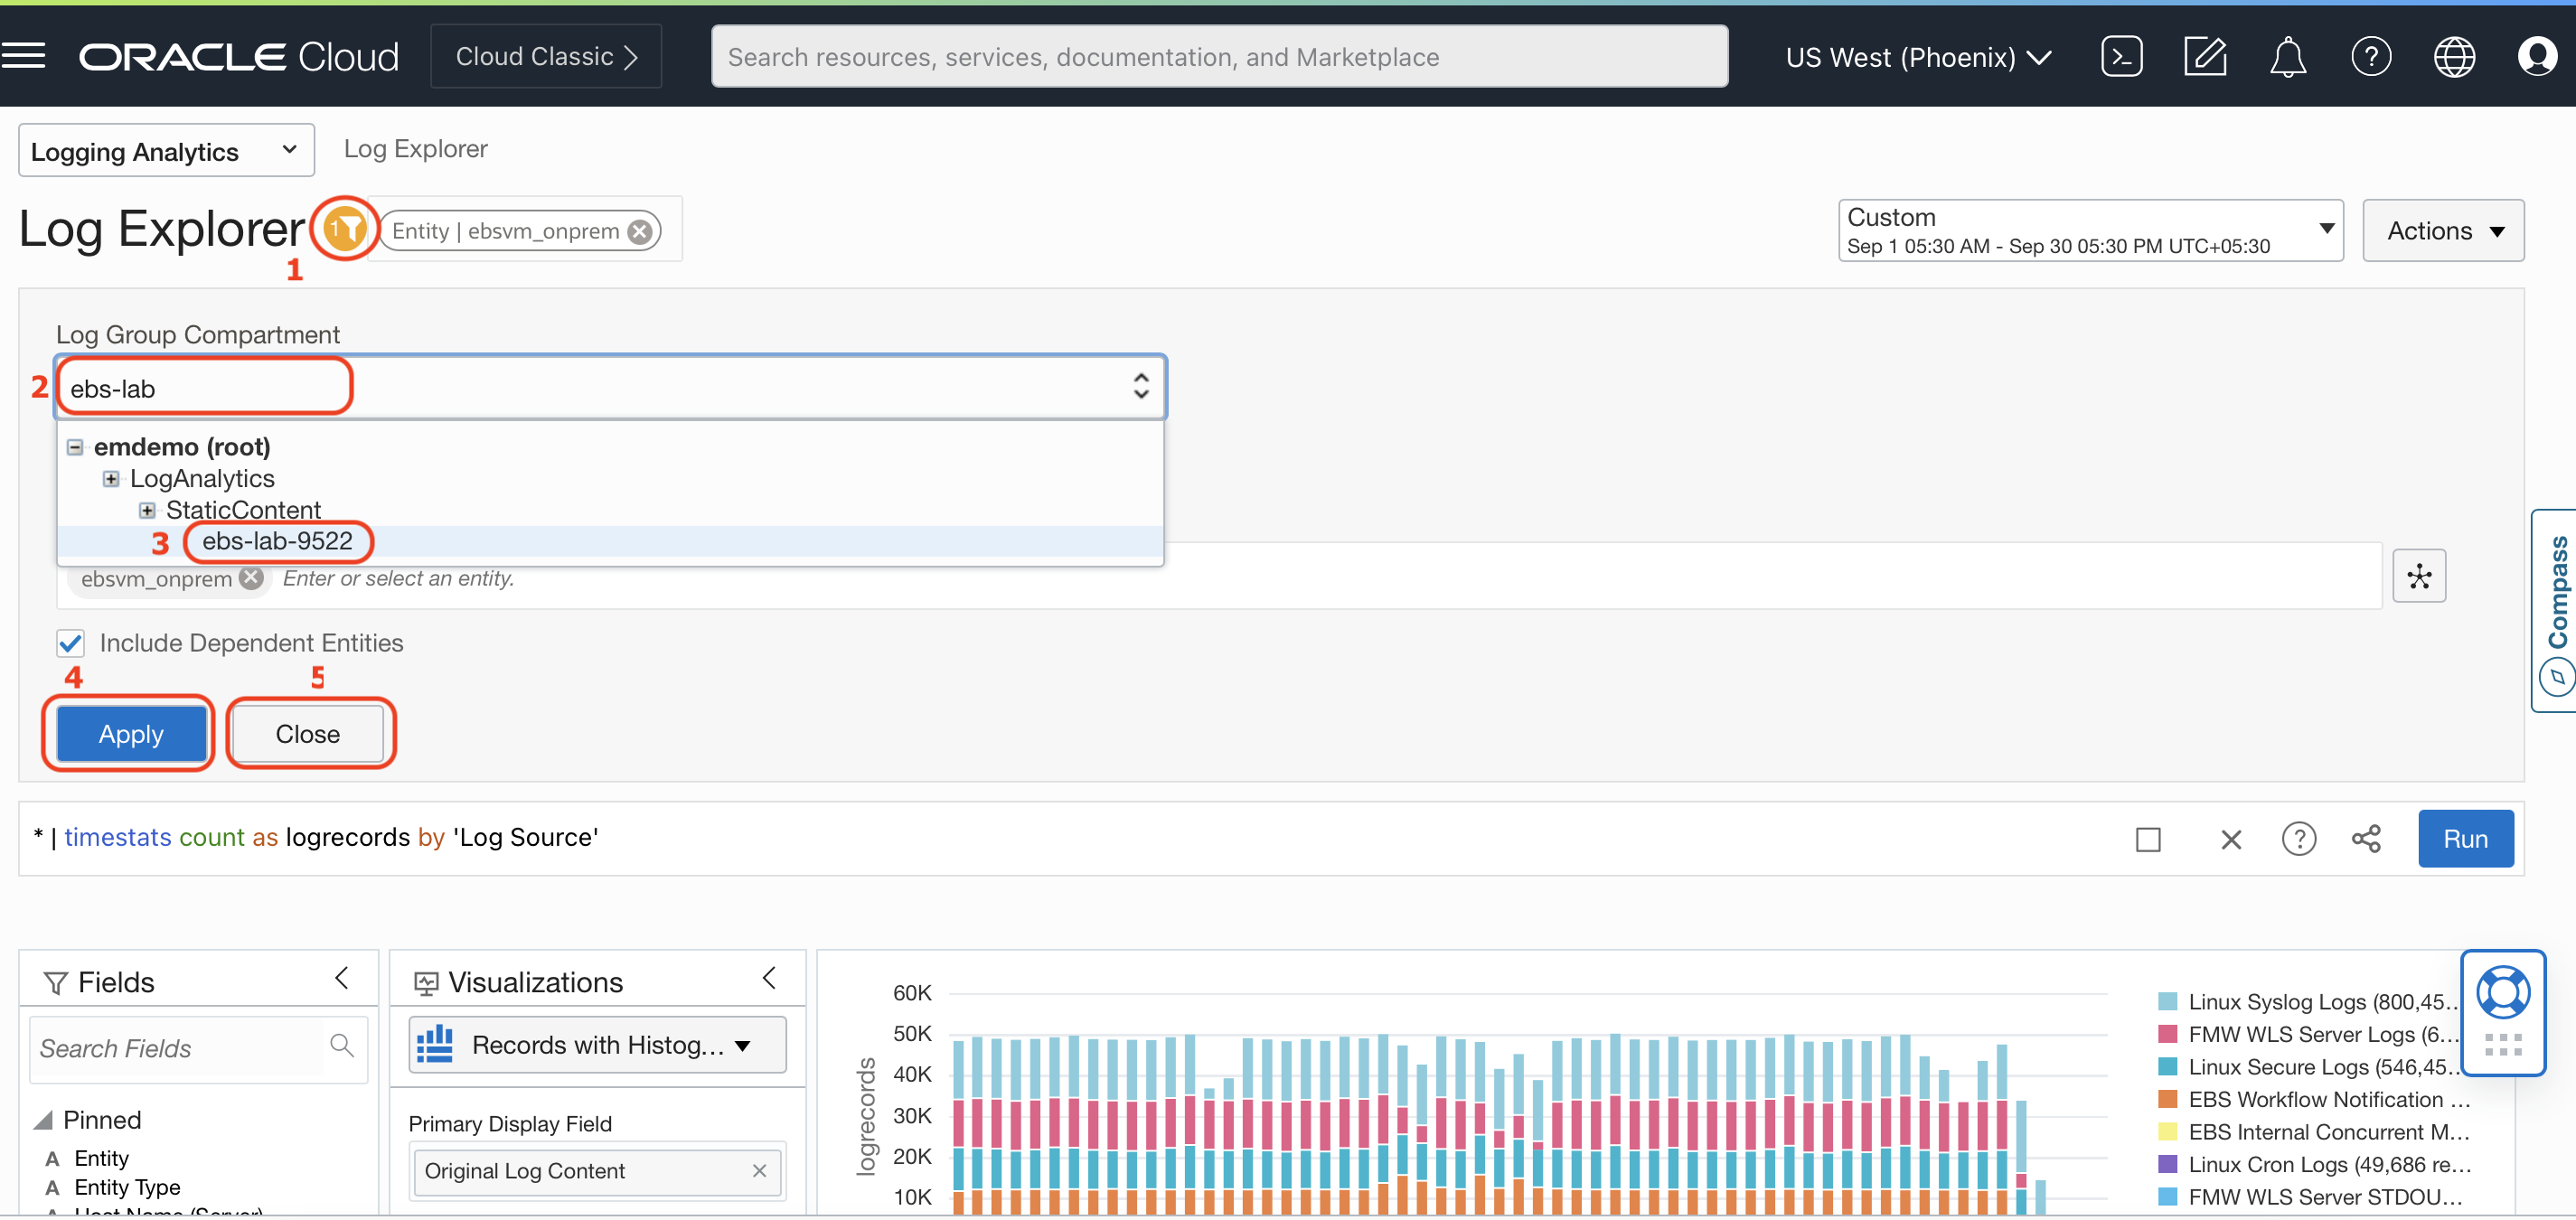 ORACLE Cloud
Cloud Classic
Search resources, services, documentation, and Marketplace
US West (Phoenix)
Logging Analytics
Log Explorer
Log Explorer
1
Entity | ebsvm_onprem
1
Custom
Sep 1 05:30 AM - Sep 30 05:30 PM UTC+05:30
Actions
Log Group Compartment
2
ebs-lab
emdemo (root)
LogAnalytics
StaticContent
3
ebs-lab-9522
ebsvm_onprem
Enter or select an entity.
Include Dependent Entities
4
5
Apply
Close
Compass
* | timestats count as logrecords by 'Log Source'
Run
Fields
Search Fields
Pinned
A Entity
A Entity Type
Host Name (Server)
Visualizations
Records with Histog...
Primary Display Field
Original Log Content
logrecords
60K
50K
40K
30K
20K
10K
Linux Syslog Logs (800,45...
FMW WLS Server Logs (6...
Linux Secure Logs (546,45...
EBS Workflow Notification ...
EBS Internal Concurrent M...
Linux Cron Logs (49,686 re...
FMW WLS Server STDOU...